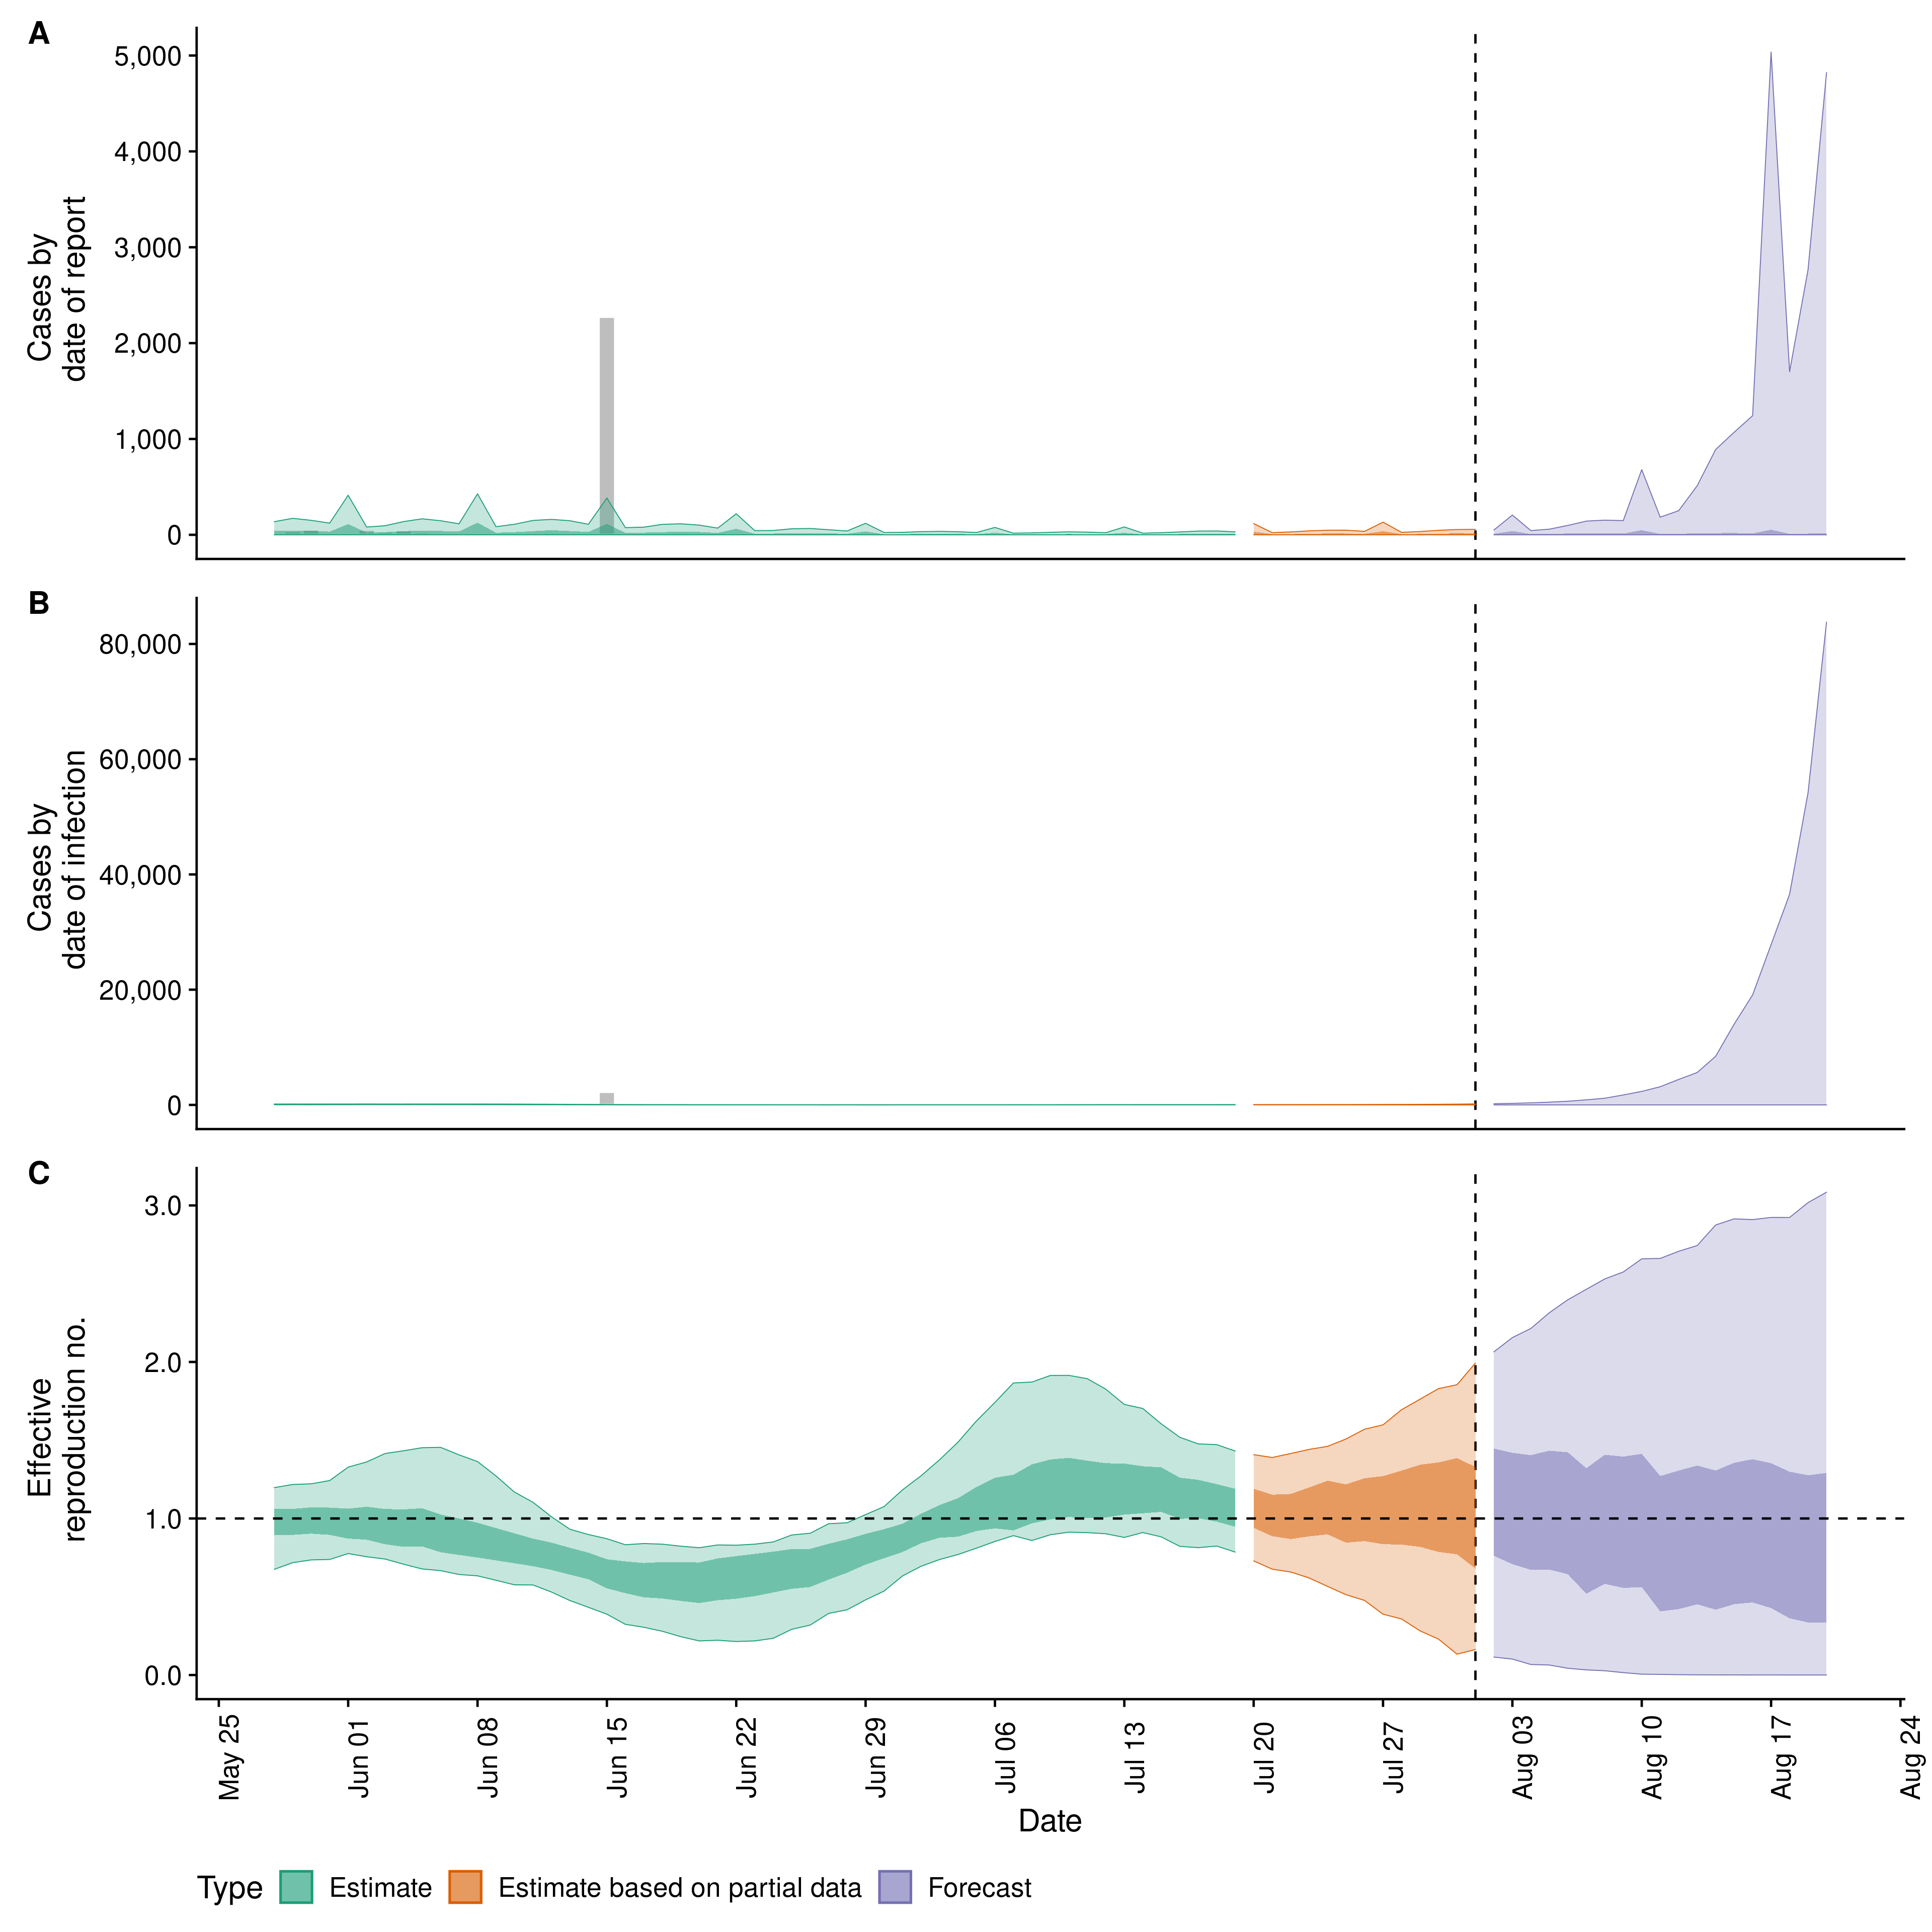 A
Cases by
date of report
5,000
4,000
3,000
2,000
1,000
0
B
Cases by
date of infection
80,000
60,000
40,000
20,000
0
C
Effective
reproduction no.
3.0
2.0
1.0
0.0
May 25
Jun 01
Jun 08
Jun 15
Jun 22
Jun 29
Jul 06
Jul 13
Jul 20
Jul 27
Aug 03
Aug 10
Aug 17
Aug 24
Date
Type Estimate Estimate based on partial data Forecast